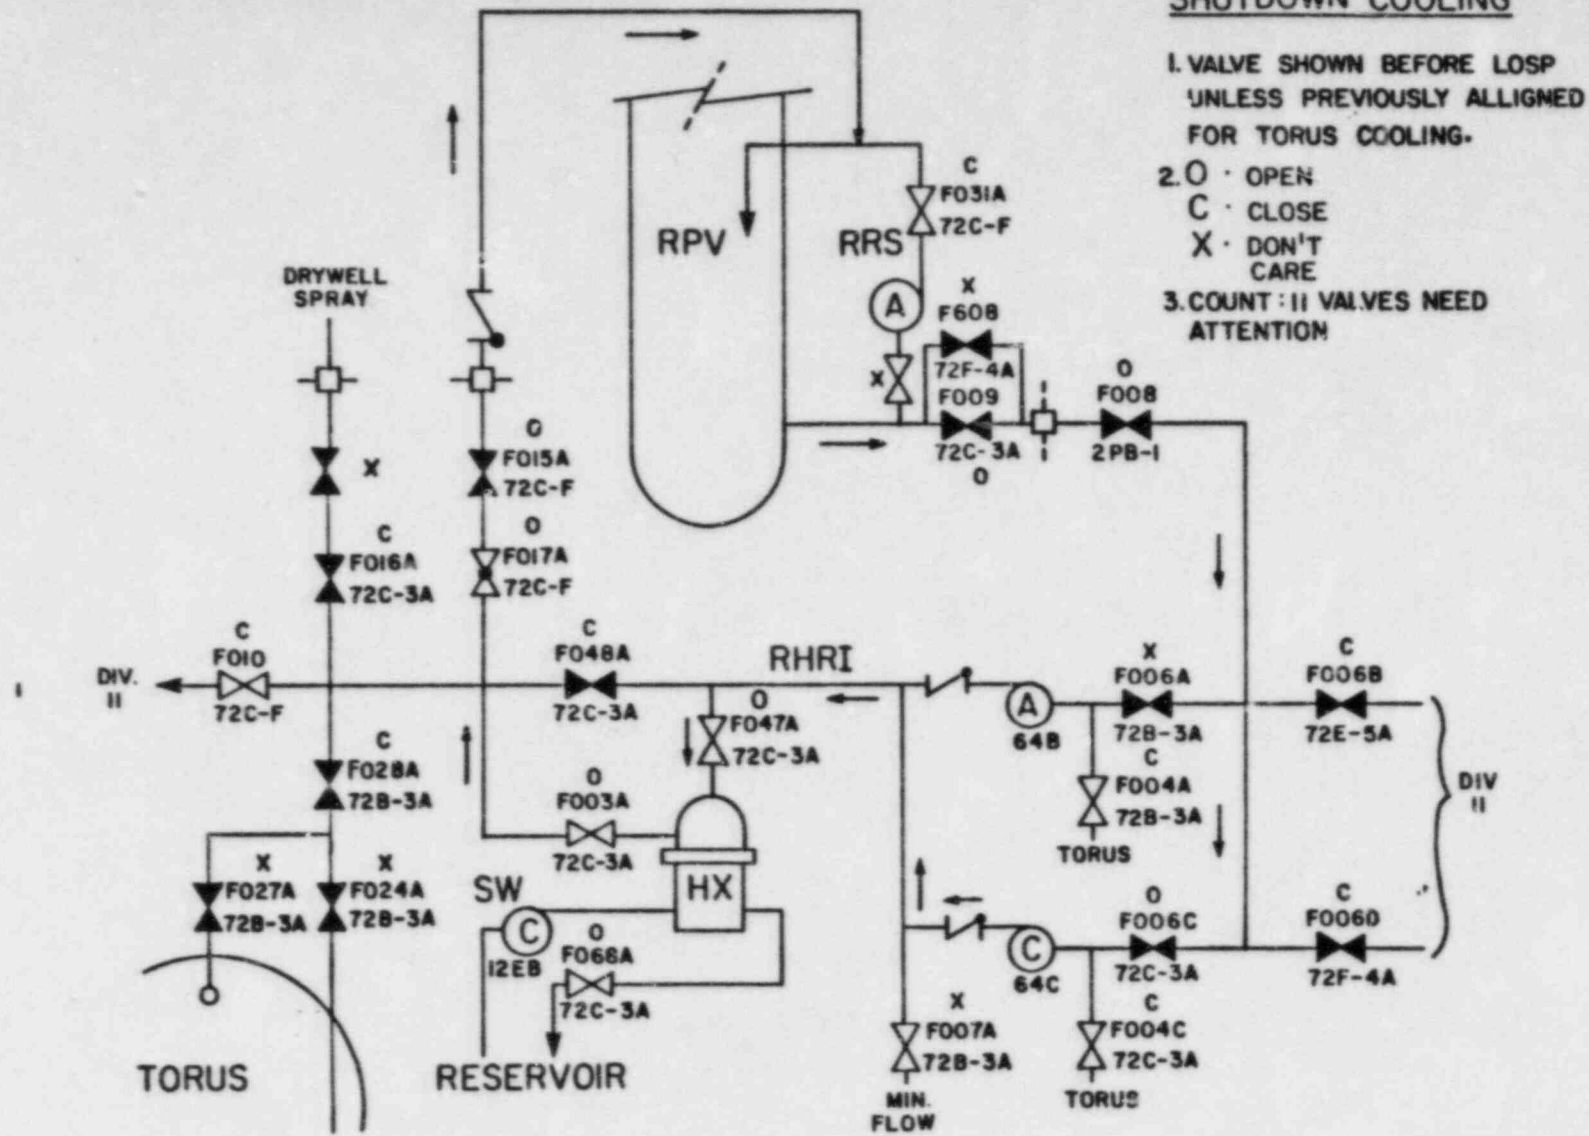 SHUTDOWN COOLING
1. VALVE SHOWN BEFORE LOSP
UNLESS PREVIOUSLY ALLIGNED
FOR TORUS COOLING.
2. O · OPEN
C · CLOSE
X · DON'T
CARE
3. COUNT : 11 VALVES NEED
ATTENTION
RPV
RRS
C
F031A
72C-F
A
X
F608
72F-4A
X
F009
72C-3A
O
O
F008
2PB-1
DRYWELL
SPRAY
X
C
F016A
72C-3A
O
F015A
72C-F
O
F017A
72C-F
DIV.
II
C
F010
72C-F
C
F048A
72C-3A
RHRI
O
F047A
72C-3A
A
64B
X
F006A
72B-3A
C
F006B
72E-5A
C
F004A
72B-3A
TORUS
DIV
II
C
F028A
72B-3A
O
F003A
72C-3A
HX
SW
C
12EB
O
F068A
72C-3A
RESERVOIR
X
F027A
72B-3A
X
F024A
72B-3A
TORUS
C
64C
O
F006C
72C-3A
C
F006D
72F-4A
X
F007A
72B-3A
MIN.
FLOW
C
F004C
72C-3A
TORUS